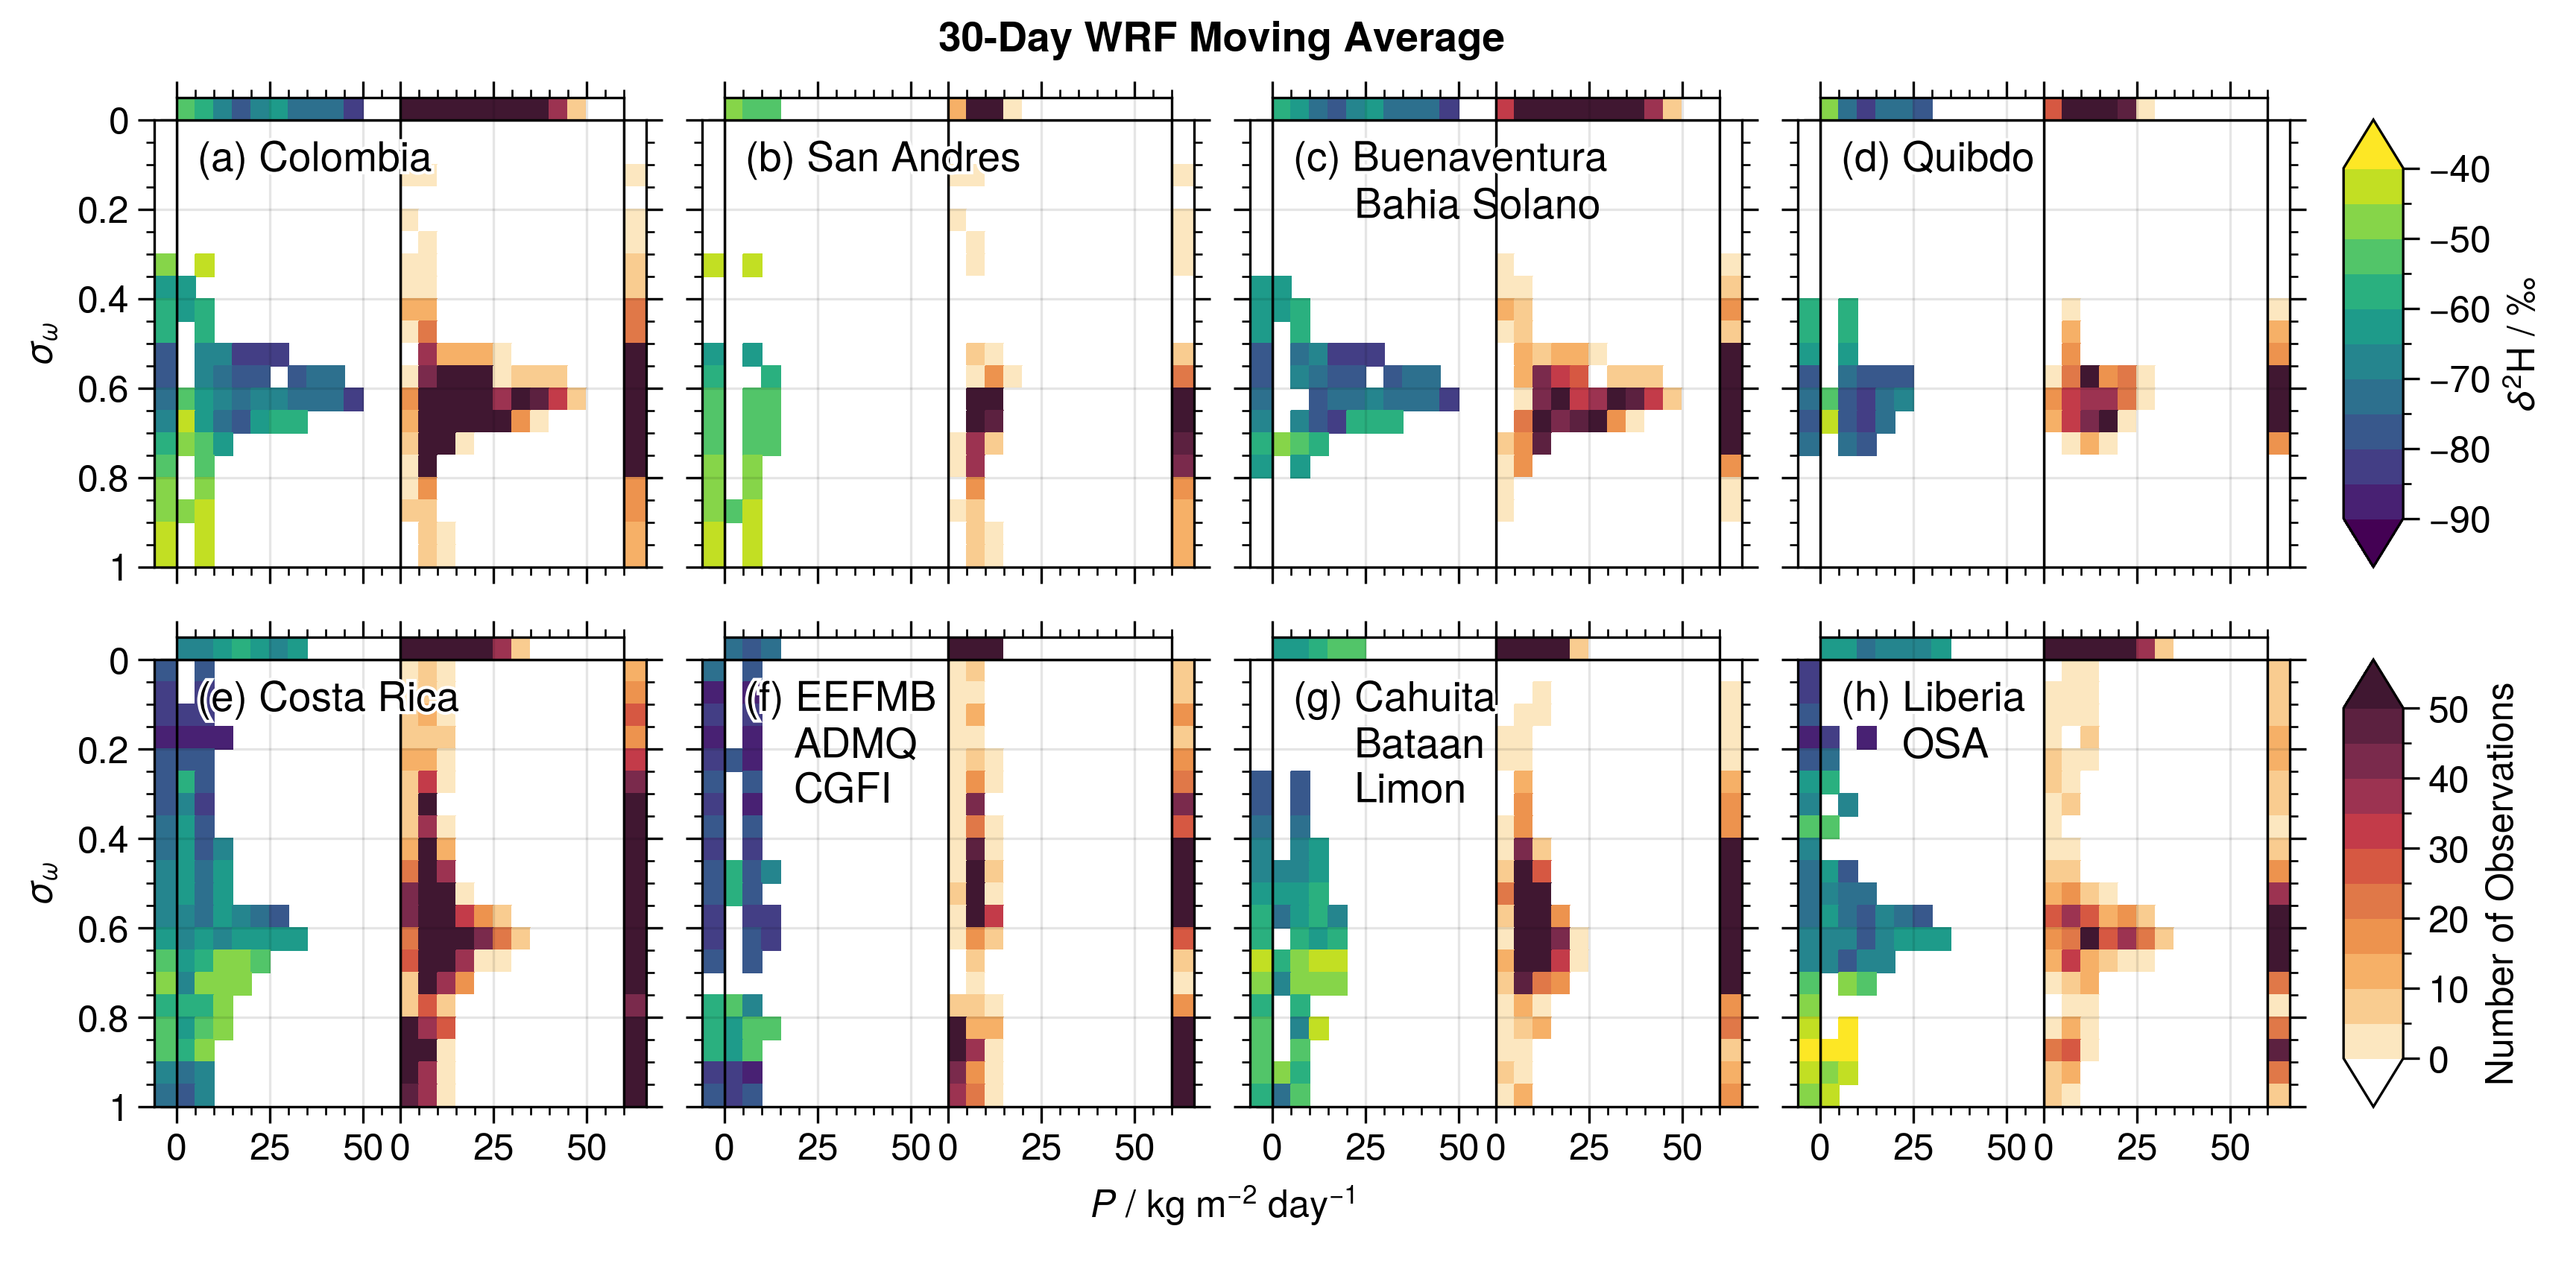 30-Day WRF Moving Average
(a) Colombia
(b) San Andres
(c) Buenaventura
Bahia Solano
(d) Quibdo
0
0.2
0.4
0.6
0.8
1
σω
−40
−50
−60
−70
−80
−90
δ²H / ‰
(e) Costa Rica
(f) EEFMB
ADMQ
CGFI
(g) Cahuita
Bataan
Limon
(h) Liberia
OSA
0
0.2
0.4
0.6
0.8
1
σω
50
40
30
20
10
0
Number of Observations
0 25 50 0 25 50 0 25 50 0 25 50 0 25 50 0 25 50 0 25 50 0 25 50
P / kg m⁻² day⁻¹